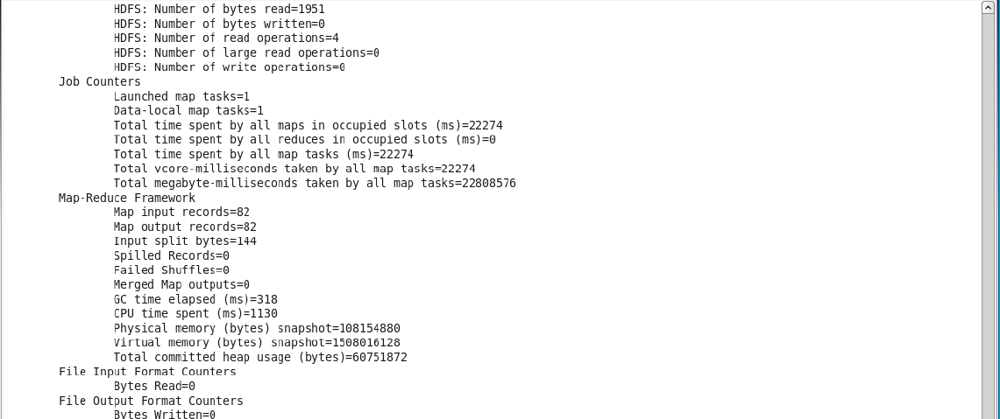 HDFS: Number of bytes read=1951
HDFS: Number of bytes written=0
HDFS: Number of read operations=4
HDFS: Number of large read operations=0
HDFS: Number of write operations=0
Job Counters
Launched map tasks=1
Data-local map tasks=1
Total time spent by all maps in occupied slots (ms)=22274
Total time spent by all reduces in occupied slots (ms)=0
Total time spent by all map tasks (ms)=22274
Total vcore-milliseconds taken by all map tasks=22274
Total megabyte-milliseconds taken by all map tasks=22808576
Map-Reduce Framework
Map input records=82
Map output records=82
Input split bytes=144
Spilled Records=0
Failed Shuffles=0
Merged Map outputs=0
GC time elapsed (ms)=318
CPU time spent (ms)=1130
Physical memory (bytes) snapshot=108154880
Virtual memory (bytes) snapshot=1508016128
Total committed heap usage (bytes)=60751872
File Input Format Counters
Bytes Read=0
File Output Format Counters
Bytes Written=0